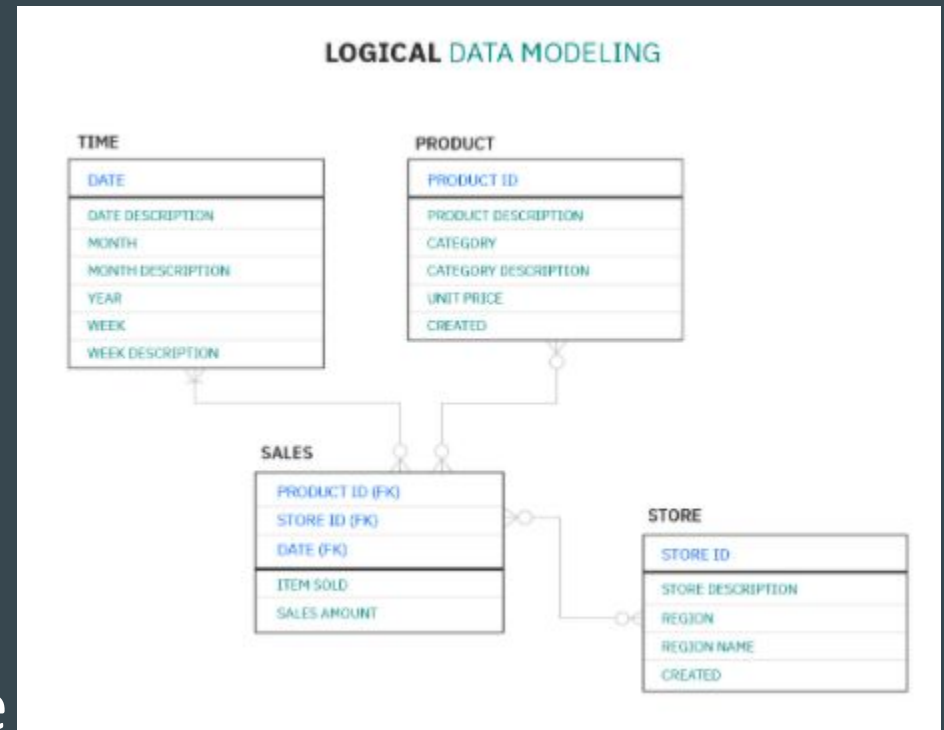 LOGICAL DATA MODELING
TIME
DATE
DATE DESCRIPTION
MONTH
MONTH DESCRIPTION
YEAR
WEEK
WEEK DESCRIPTION
PRODUCT
PRODUCT ID
PRODUCT DESCRIPTION
CATEGORY
CATEGORY DESCRIPTION
UNIT PRICE
CREATED
SALES
PRODUCT ID (FK)
STORE ID (FK)
DATE (FK)
ITEM SOLD
SALES AMOUNT
STORE
STORE ID
STORE DESCRIPTION
REGION
REGION NAME
CREATED
e